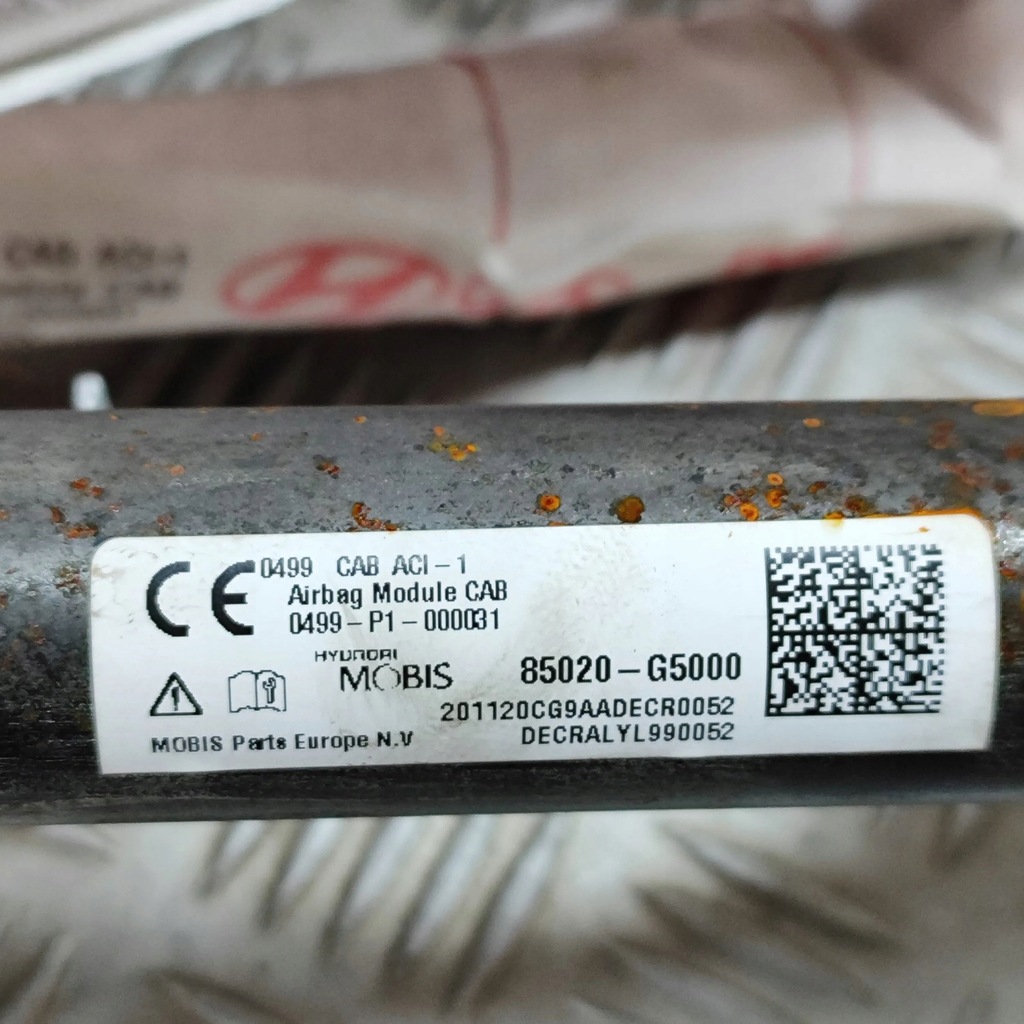 CE 0499 CAB ACI-1
Airbag Module CAB
0499-P1-000031
HYUNDAI
MOBIS 85020-G5000
201120CG9AADECR0052
MOBIS Parts Europe N.V DECRALYL990052